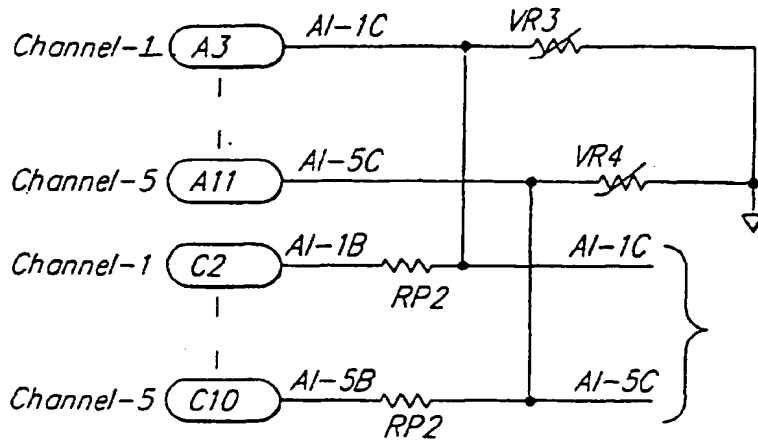 AI-1C VR3
Channel-1 A3
AI-5C VR4
Channel-5 A11
AI-1B AI-1C
Channel-1 C2
RP2
AI-5B AI-5C
Channel-5 C10
RP2